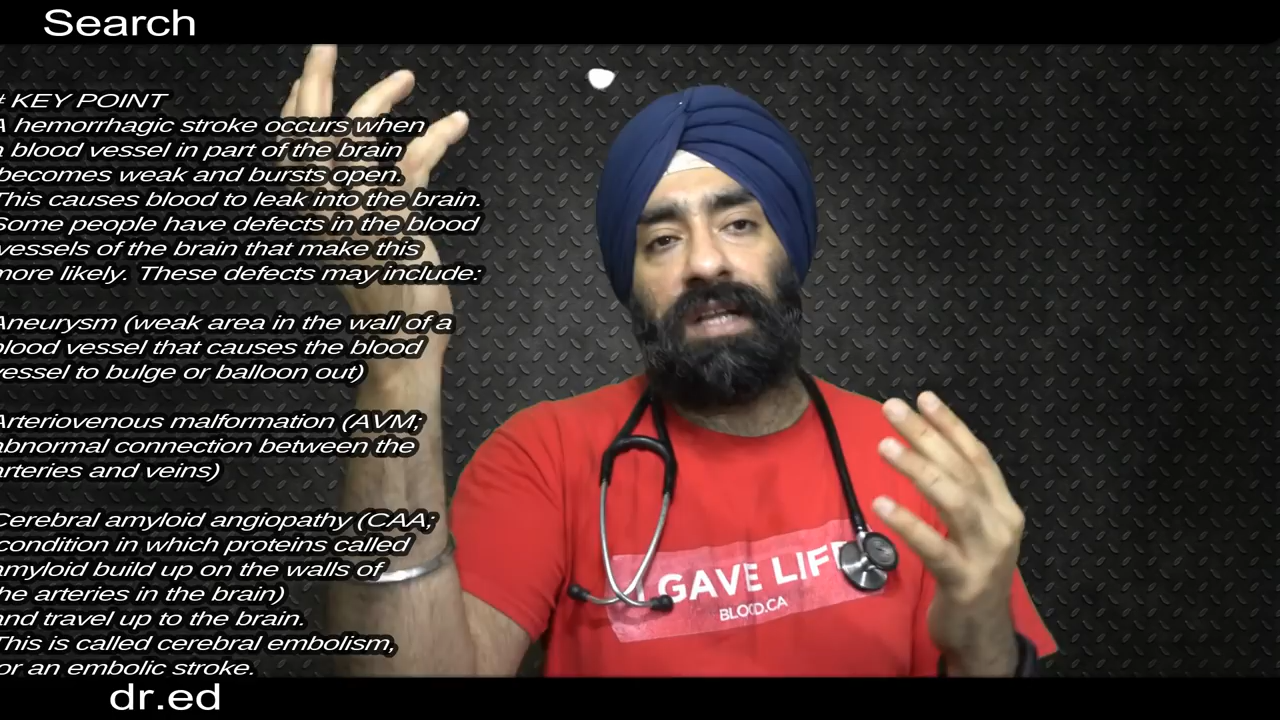 Search
# KEY POINT
A hemorrhagic stroke occurs when
a blood vessel in part of the brain
becomes weak and bursts open.
This causes blood to leak into the brain.
Some people have defects in the blood
vessels of the brain that make this
more likely. These defects may include:
Aneurysm (weak area in the wall of a
blood vessel that causes the blood
vessel to bulge or balloon out)
Arteriovenous malformation (AVM;
abnormal connection between the
arteries and veins)
Cerebral amyloid angiopathy (CAA;
condition in which proteins called
amyloid build up on the walls of
the arteries in the brain)
and travel up to the brain.
This is called cerebral embolism,
or an embolic stroke.
I GAVE LIFE
BLOOD.CA
dr.ed